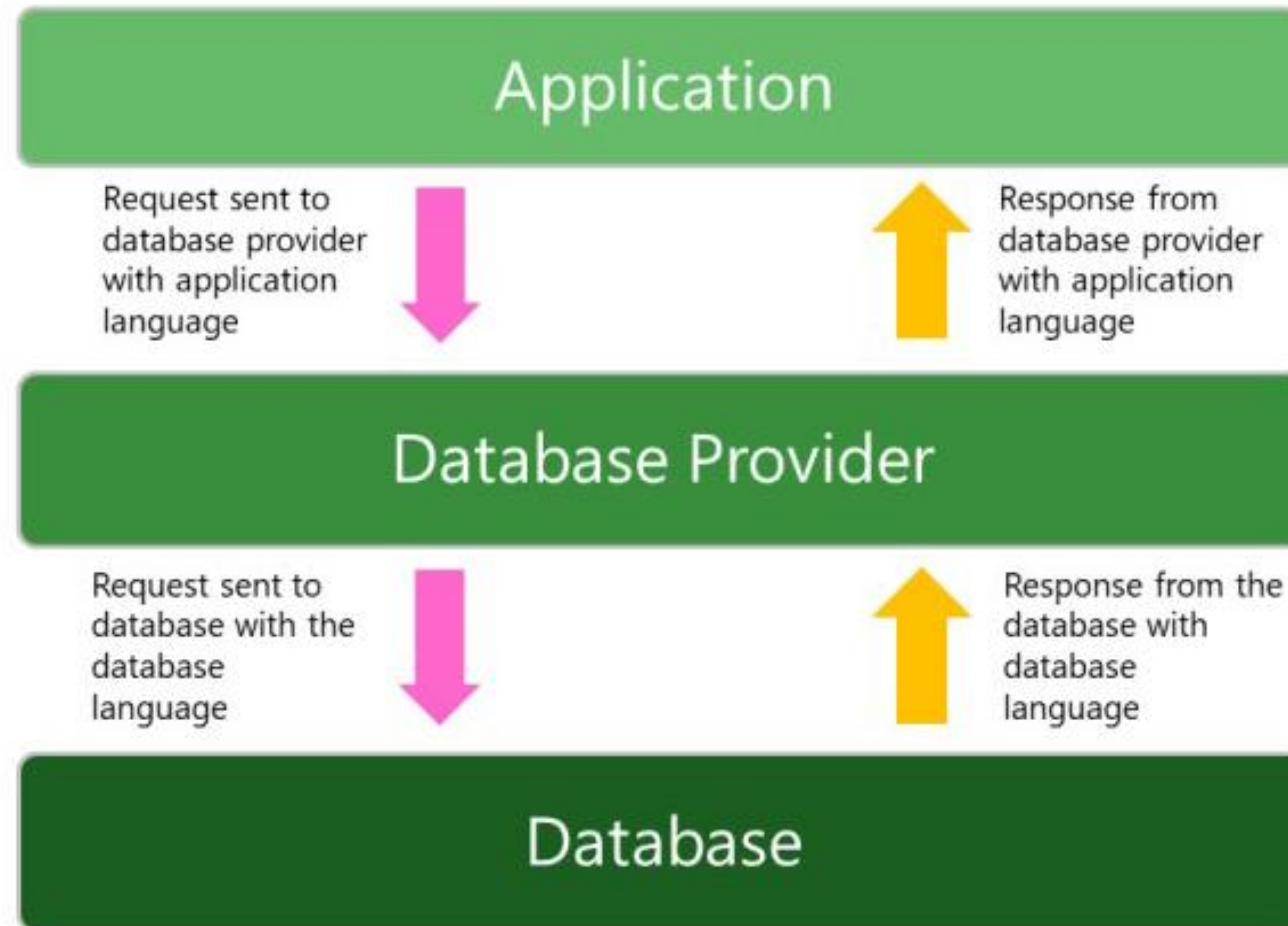 Application
Request sent to
database provider
with application
language
Response from
database provider
with application
language
Database Provider
Request sent to
database with the
database
language
Response from the
database with
database
language
Database